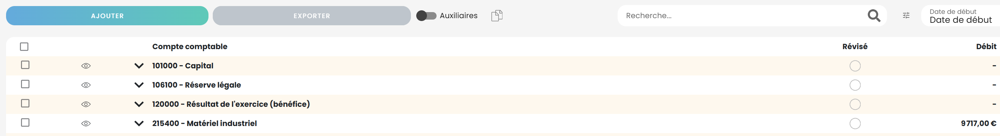 AJOUTER EXPORTER Auxiliaires Recherche... Date de début
Date de début
Compte comptable Révisé Débit
101000 - Capital -
106100 - Réserve légale -
120000 - Résultat de l'exercice (bénéfice) -
215400 - Matériel industriel 9 717,00 €